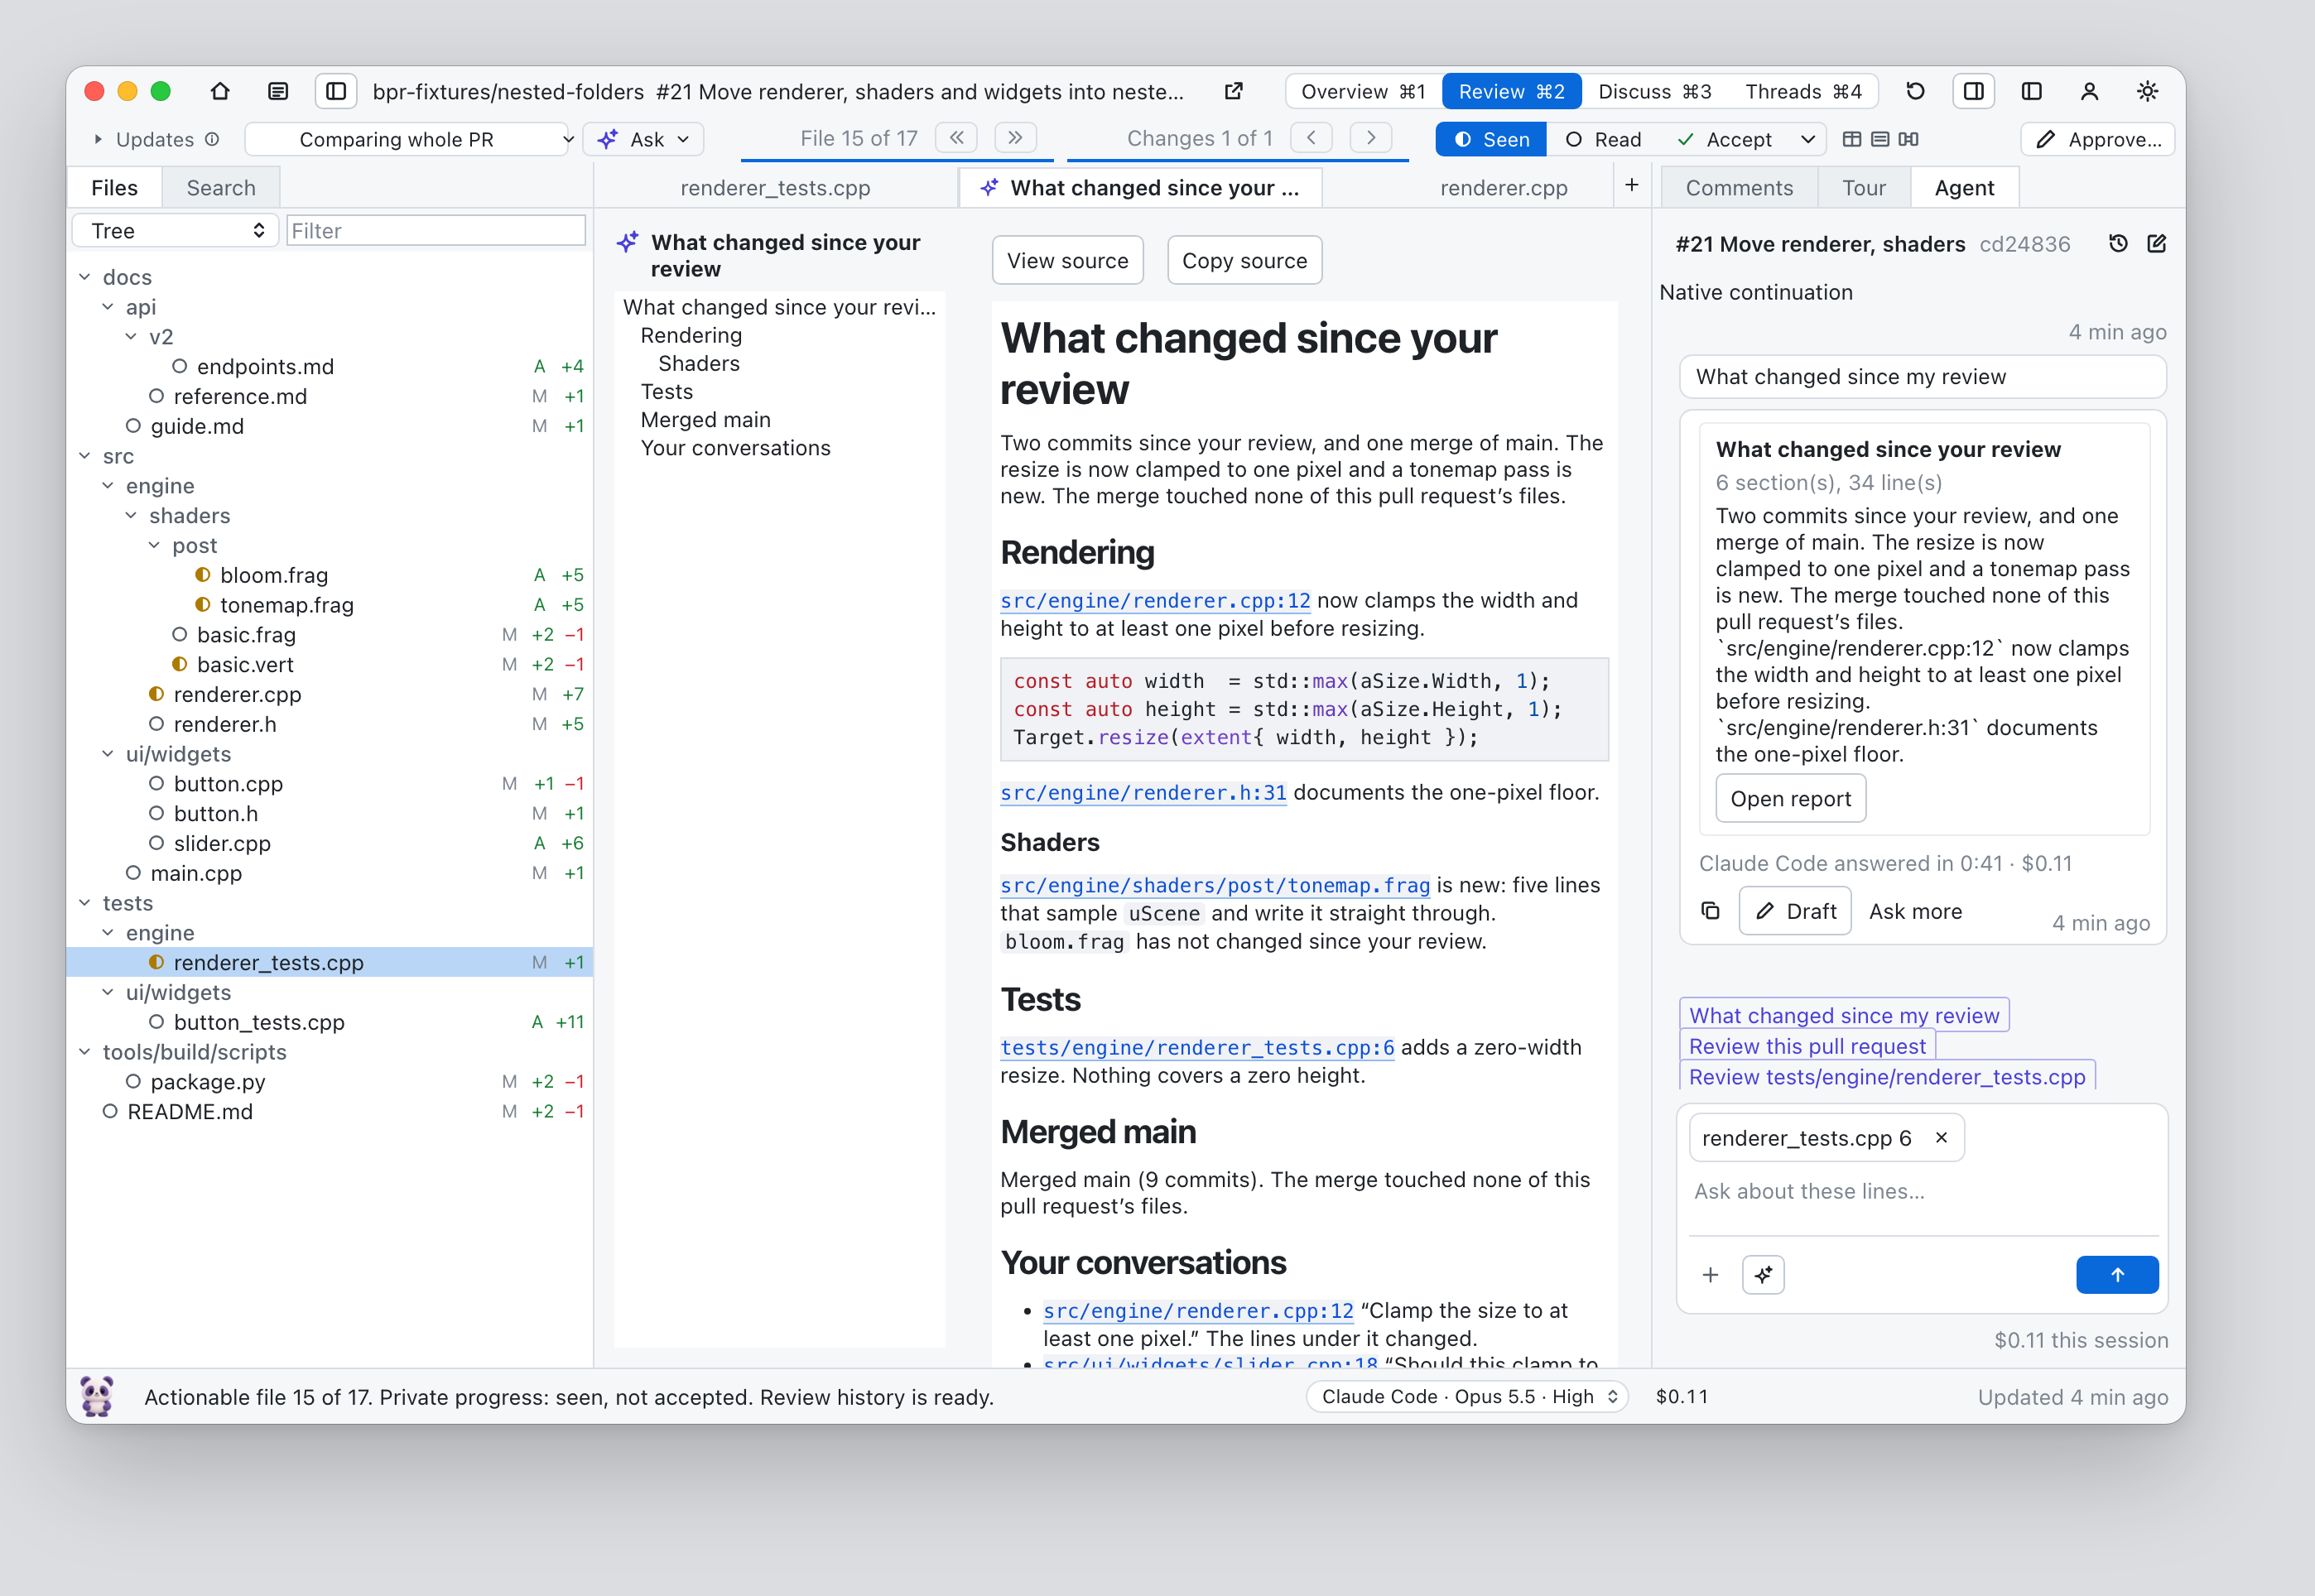 bpr-fixtures/nested-folders #21 Move renderer, shaders and widgets into neste...
Overview ⌘1
Review ⌘2
Discuss ⌘3
Threads ⌘4
Updates
Comparing whole PR
Ask
File 15 of 17
Changes 1 of 1
Seen
Read
Accept
Approve...
Files
Search
Tree
Filter
docs
api
v2
endpoints.md A +4
reference.md M +1
guide.md M +1
src
engine
shaders
post
bloom.frag A +5
tonemap.frag A +5
basic.frag M +2 −1
basic.vert M +2 −1
renderer.cpp M +7
renderer.h M +5
ui/widgets
button.cpp M +1 −1
button.h M +1
slider.cpp A +6
main.cpp M +1
tests
engine
renderer_tests.cpp M +1
ui/widgets
button_tests.cpp A +11
tools/build/scripts
package.py M +2 −1
README.md M +2 −1
renderer_tests.cpp
What changed since your ...
renderer.cpp
+
What changed since your
review
What changed since your revi...
Rendering
Shaders
Tests
Merged main
Your conversations
View source
Copy source
What changed since your
review
Two commits since your review, and one merge of main. The
resize is now clamped to one pixel and a tonemap pass is
new. The merge touched none of this pull request’s files.
Rendering
src/engine/renderer.cpp:12 now clamps the width and
height to at least one pixel before resizing.
const auto width  = std::max(aSize.Width, 1);
const auto height = std::max(aSize.Height, 1);
Target.resize(extent{ width, height });
src/engine/renderer.h:31 documents the one-pixel floor.
Shaders
src/engine/shaders/post/tonemap.frag is new: five lines
that sample uScene and write it straight through.
bloom.frag has not changed since your review.
Tests
tests/engine/renderer_tests.cpp:6 adds a zero-width
resize. Nothing covers a zero height.
Merged main
Merged main (9 commits). The merge touched none of this
pull request’s files.
Your conversations
• src/engine/renderer.cpp:12 “Clamp the size to at
least one pixel.” The lines under it changed.
• src/ui/widgets/slider.cpp:18 “Should this clamp to
Comments
Tour
Agent
#21 Move renderer, shaders cd24836
Native continuation
4 min ago
What changed since my review
What changed since your review
6 section(s), 34 line(s)
Two commits since your review, and one
merge of main. The resize is now
clamped to one pixel and a tonemap pass
is new. The merge touched none of this
pull request’s files.
`src/engine/renderer.cpp:12` now clamps
the width and height to at least one pixel
before resizing.
`src/engine/renderer.h:31` documents
the one-pixel floor.
Open report
Claude Code answered in 0:41 · $0.11
Draft
Ask more
4 min ago
What changed since my review
Review this pull request
Review tests/engine/renderer_tests.cpp
renderer_tests.cpp 6 ×
Ask about these lines...
$0.11 this session
Actionable file 15 of 17. Private progress: seen, not accepted. Review history is ready.
Claude Code · Opus 5.5 · High
$0.11
Updated 4 min ago